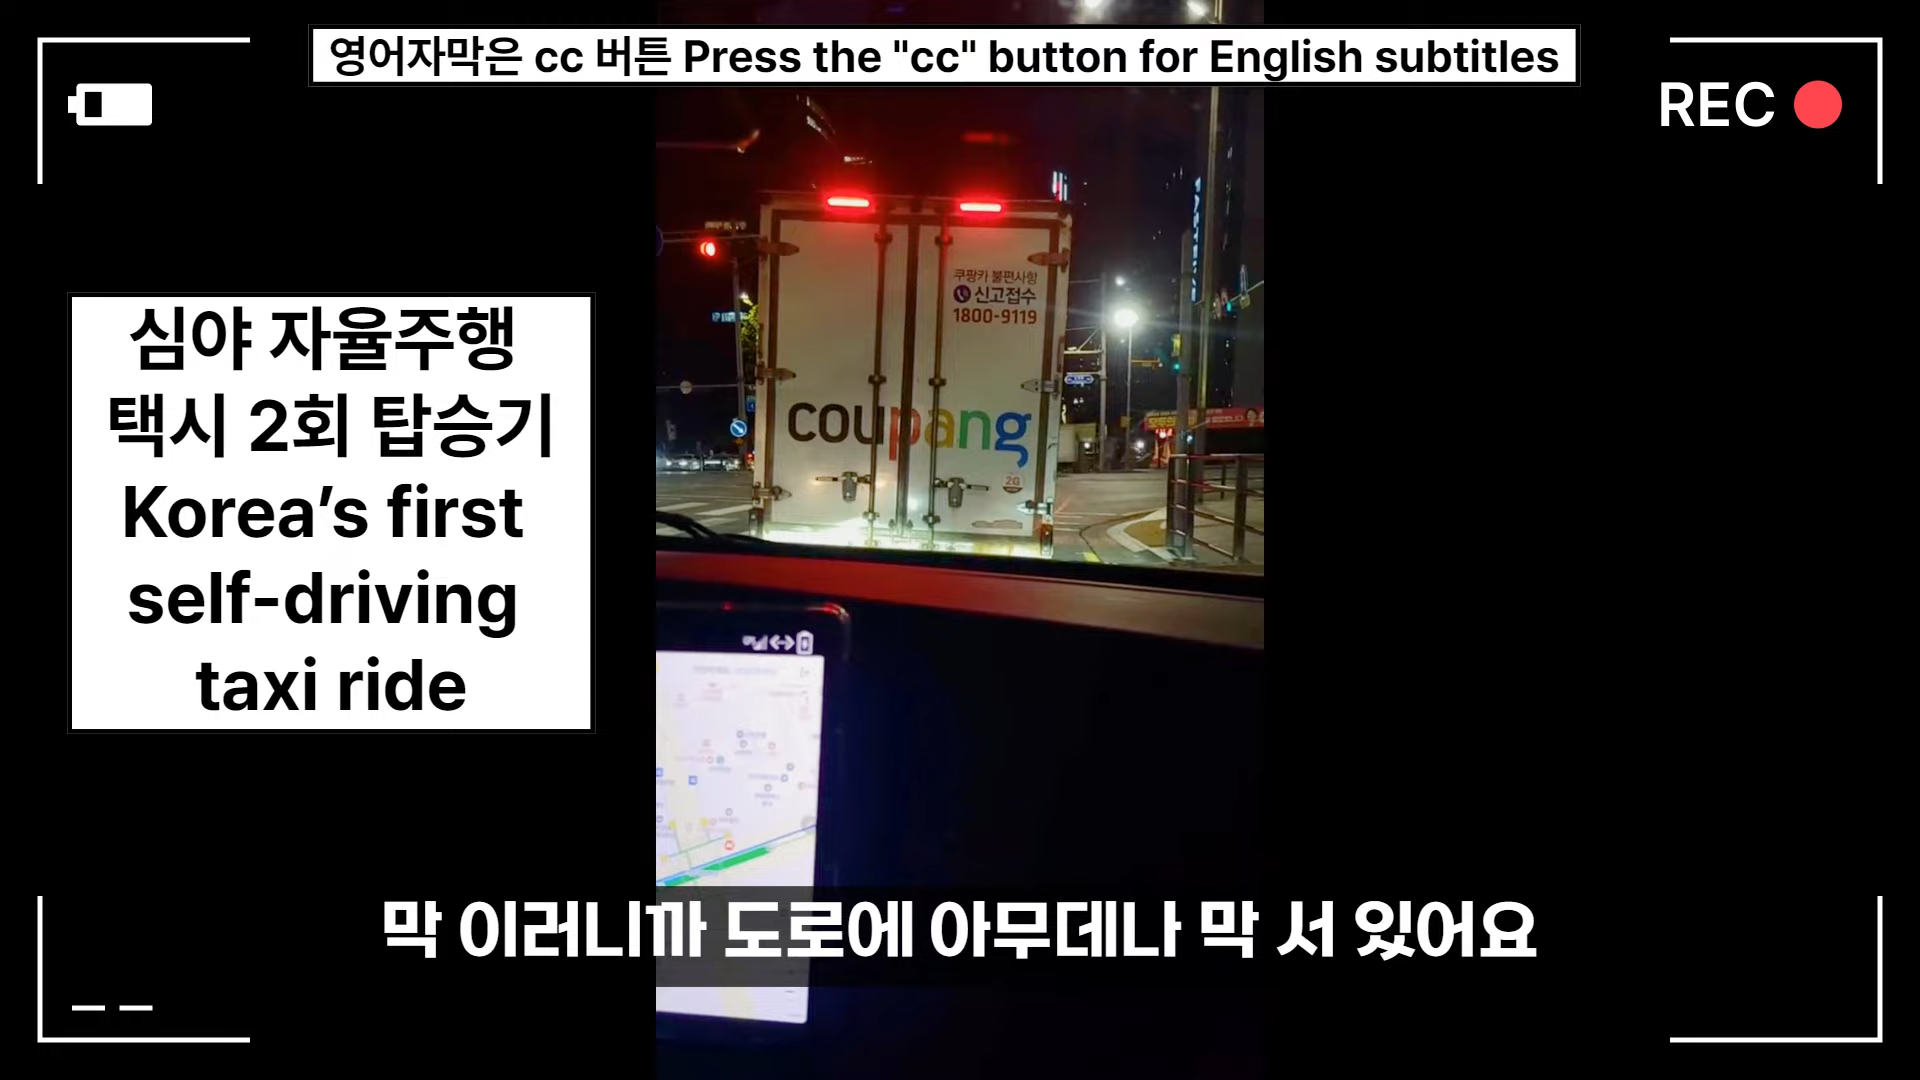 영어자막은 cc 버튼 Press the "cc" button for English subtitles
REC
쿠팡카 불편사항
신고접수
1800-9119
coupang
2G
심야 자율주행
택시 2회 탑승기
Korea’s first
self-driving
taxi ride
막 이러니까 도로에 아무데나 막 서 있어요